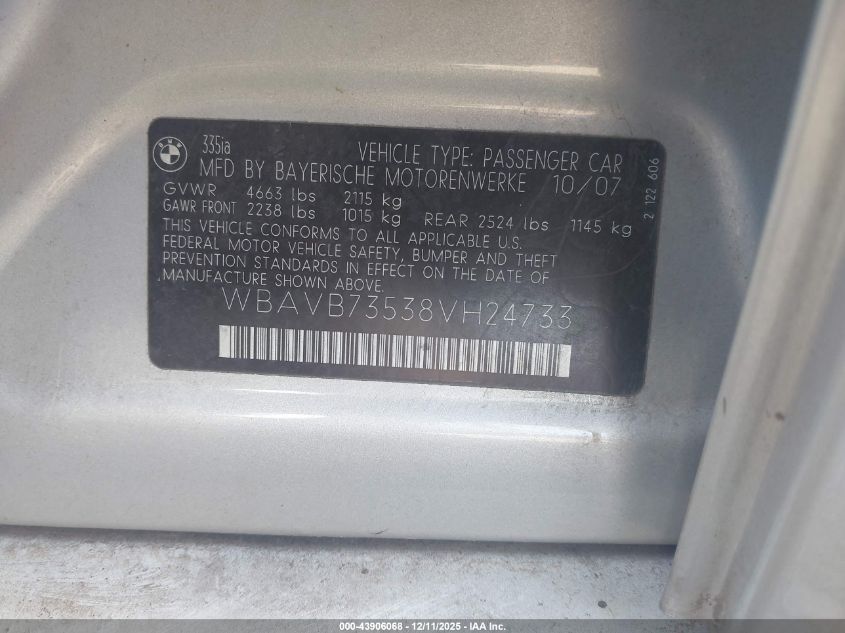 BMW
335ia
VEHICLE TYPE: PASSENGER CAR
MFD BY BAYERISCHE MOTORENWERKE 10/07
GVWR 4663 lbs 2115 kg
GAWR FRONT 2238 lbs 1015 kg REAR 2524 lbs 1145 kg
THIS VEHICLE CONFORMS TO ALL APPLICABLE U.S.
FEDERAL MOTOR VEHICLE SAFETY, BUMPER AND THEFT
PREVENTION STANDARDS IN EFFECT ON THE DATE OF
MANUFACTURE SHOWN ABOVE.
WBAVB73538VH24733
2 122 606
000-43906068 - 12/11/2025 - IAA Inc.